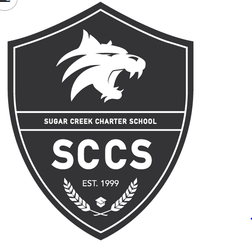 SUGAR CREEK CHARTER SCHOOL
SCCS
EST. 1999